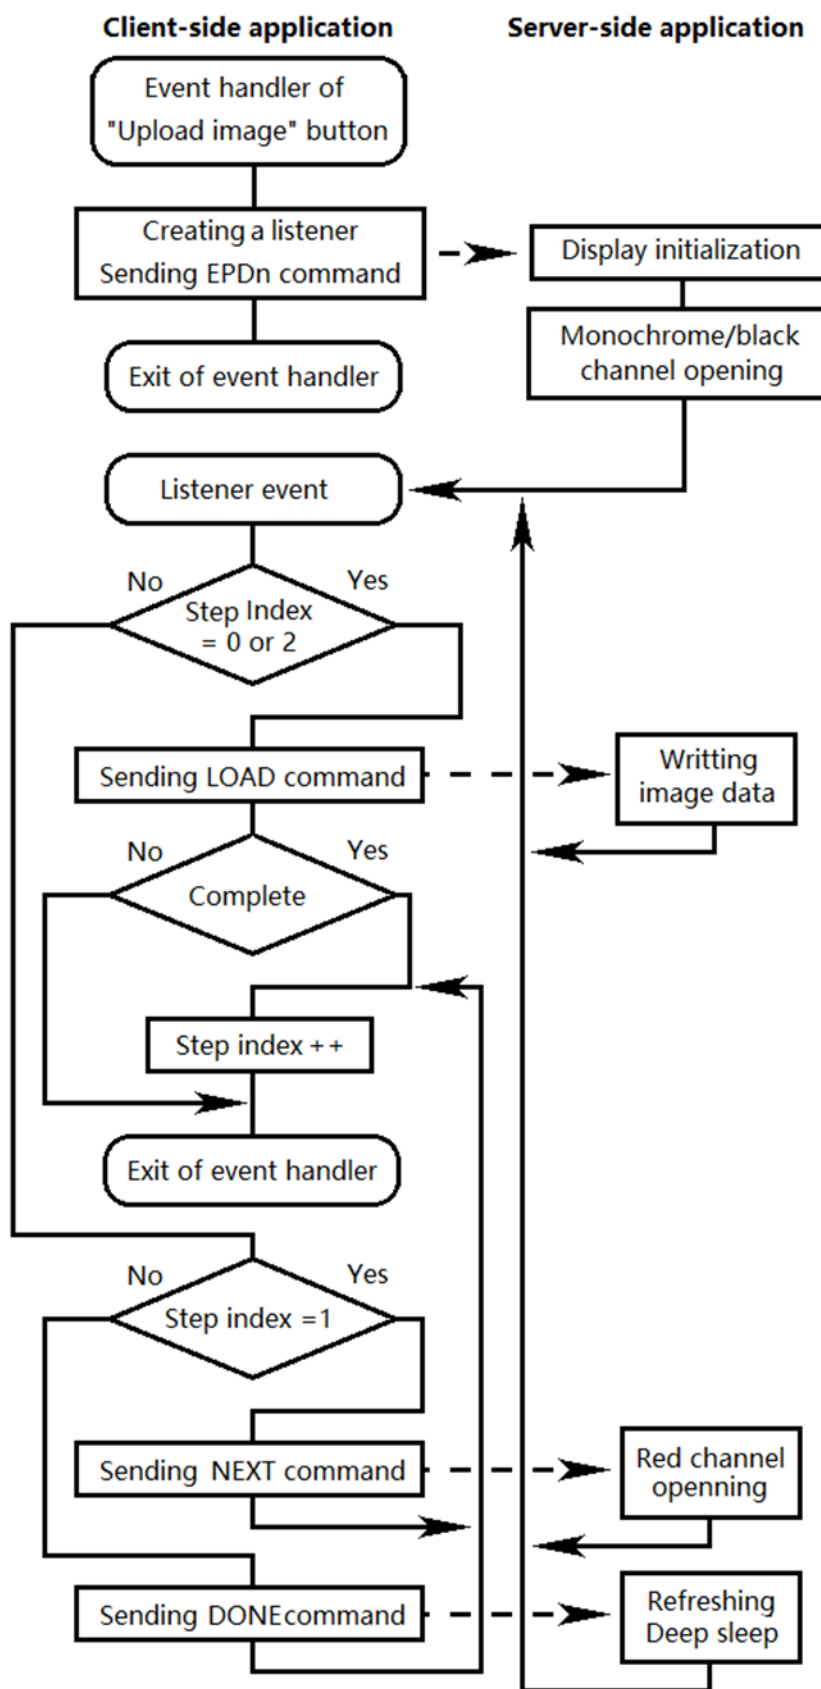 Client-side application
Server-side application
Event handler of
"Upload image" button
Creating a listener
Sending EPDn command
Display initialization
Monochrome/black
channel opening
Exit of event handler
Listener event
No
Yes
Step Index
= 0 or 2
Sending LOAD command
Writting
image data
No
Yes
Complete
Step index ++
Exit of event handler
No
Yes
Step index =1
Sending NEXT command
Red channel
openning
Sending DONE command
Refreshing
Deep sleep